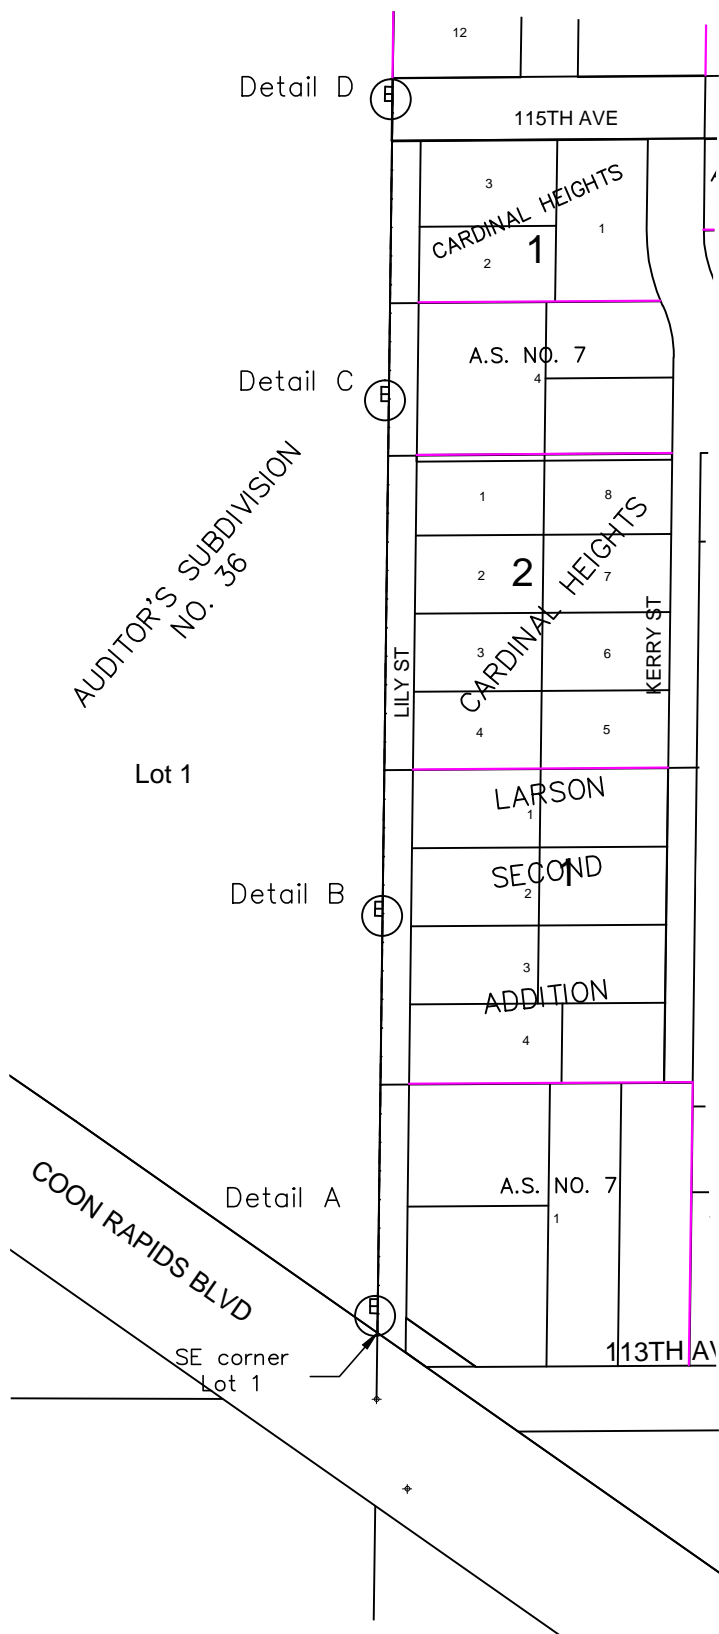 12
Detail D
E
115TH AVE
3
CARDINAL HEIGHTS
1
1
2
A.S. NO. 7
4
Detail C
E
AUDITOR'S SUBDIVISION
NO. 36
1
8
2
2
7
CARDINAL HEIGHTS
3
6
LILY ST
KERRY ST
4
5
Lot 1
LARSON
1
SECOND
1
2
Detail B
E
3
ADDITION
4
COON RAPIDS BLVD
Detail A
A.S. NO. 7
1
E
SE corner
Lot 1
113TH AV